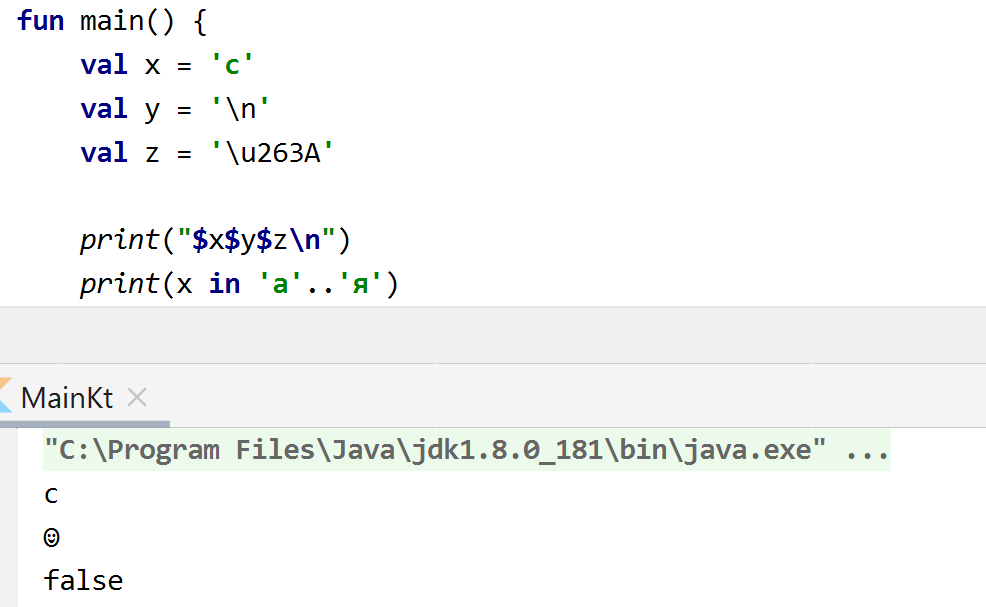 fun main() {
    val x = 'c'
    val y = '\n'
    val z = '\u263A'
    print("$x$y$z\n")
    print(x in 'а'..'я')
MainKt
"C:\Program Files\Java\jdk1.8.0_181\bin\java.exe" ...
c
☺
false